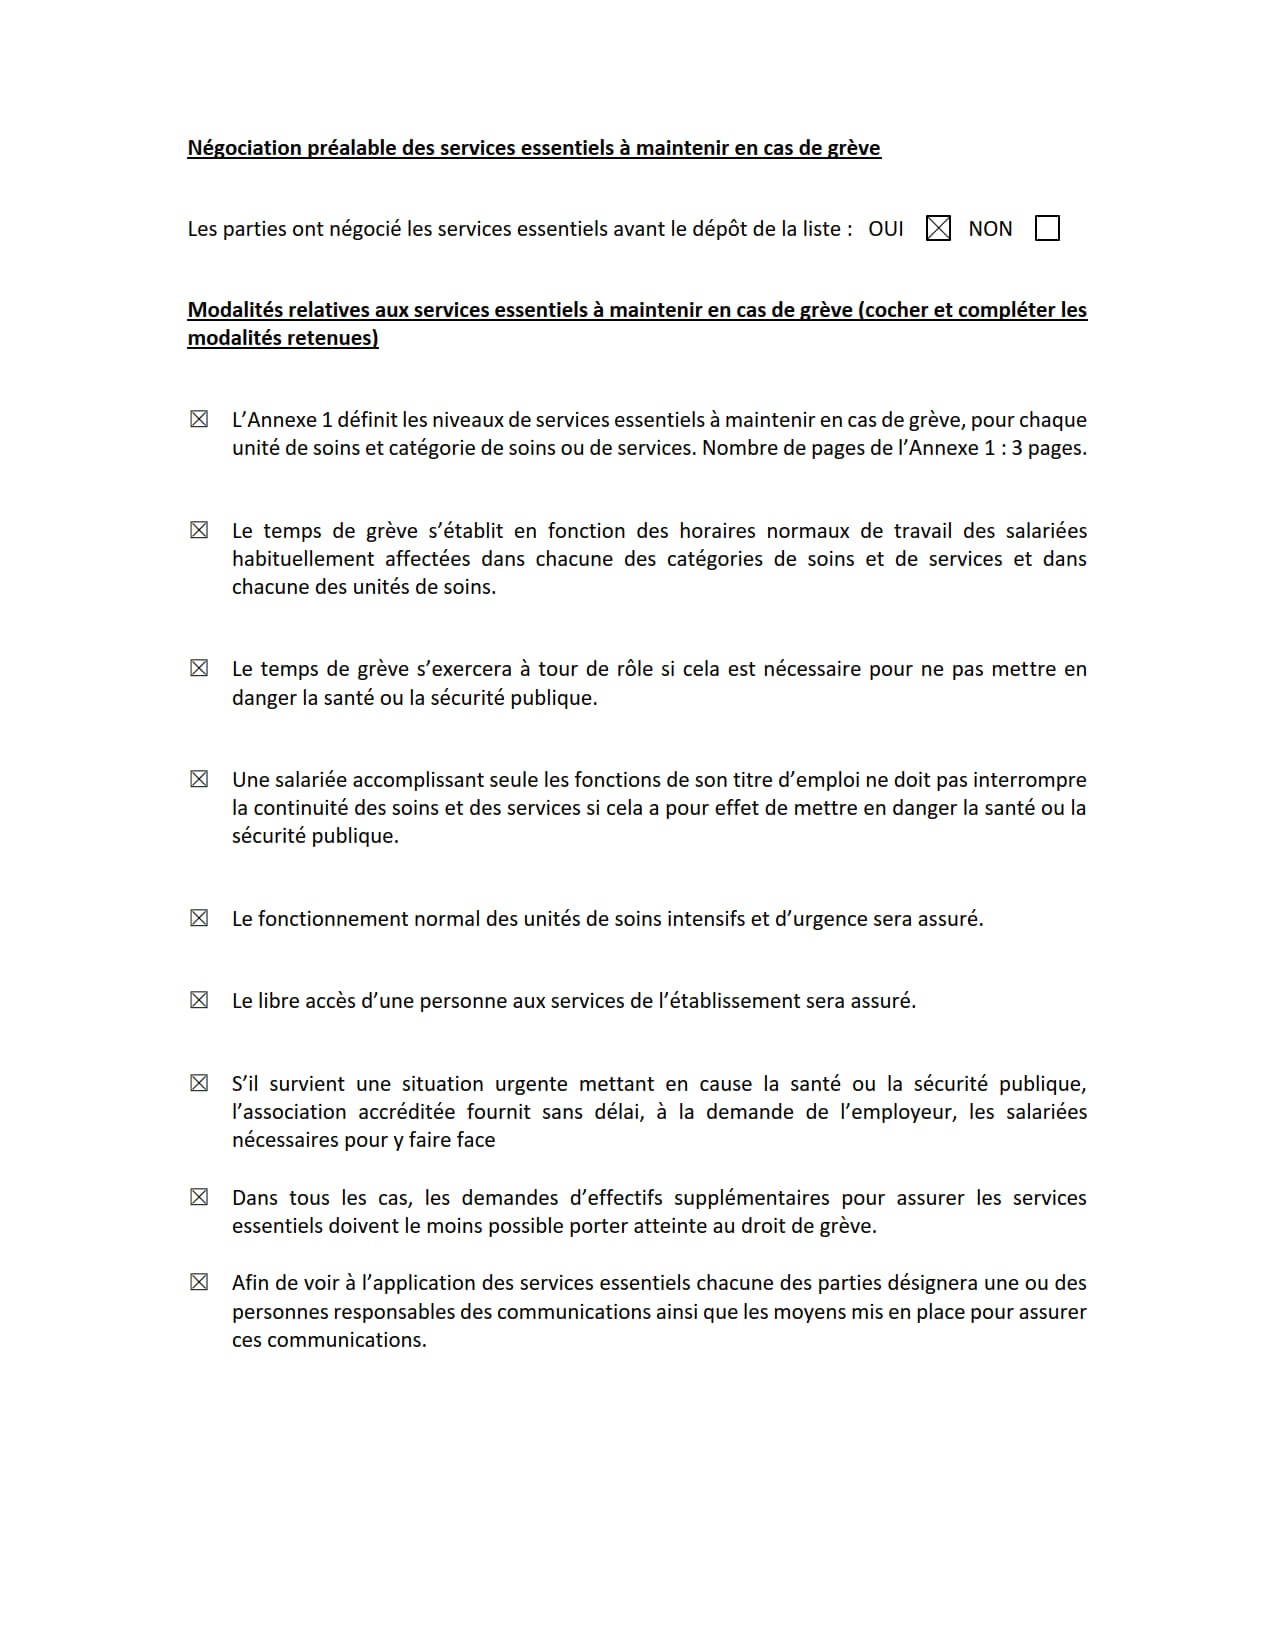 Négociation préalable des services essentiels à maintenir en cas de grève
Les parties ont négocié les services essentiels avant le dépôt de la liste : OUI ☒ NON ☐
Modalités relatives aux services essentiels à maintenir en cas de grève (cocher et compléter les
modalités retenues)
☒ L’Annexe 1 définit les niveaux de services essentiels à maintenir en cas de grève, pour chaque
unité de soins et catégorie de soins ou de services. Nombre de pages de l’Annexe 1 : 3 pages.
☒ Le temps de grève s’établit en fonction des horaires normaux de travail des salariées
habituellement affectées dans chacune des catégories de soins et de services et dans
chacune des unités de soins.
☒ Le temps de grève s’exercera à tour de rôle si cela est nécessaire pour ne pas mettre en
danger la santé ou la sécurité publique.
☒ Une salariée accomplissant seule les fonctions de son titre d’emploi ne doit pas interrompre
la continuité des soins et des services si cela a pour effet de mettre en danger la santé ou la
sécurité publique.
☒ Le fonctionnement normal des unités de soins intensifs et d’urgence sera assuré.
☒ Le libre accès d’une personne aux services de l’établissement sera assuré.
☒ S’il survient une situation urgente mettant en cause la santé ou la sécurité publique,
l’association accréditée fournit sans délai, à la demande de l’employeur, les salariées
nécessaires pour y faire face
☒ Dans tous les cas, les demandes d’effectifs supplémentaires pour assurer les services
essentiels doivent le moins possible porter atteinte au droit de grève.
☒ Afin de voir à l’application des services essentiels chacune des parties désignera une ou des
personnes responsables des communications ainsi que les moyens mis en place pour assurer
ces communications.